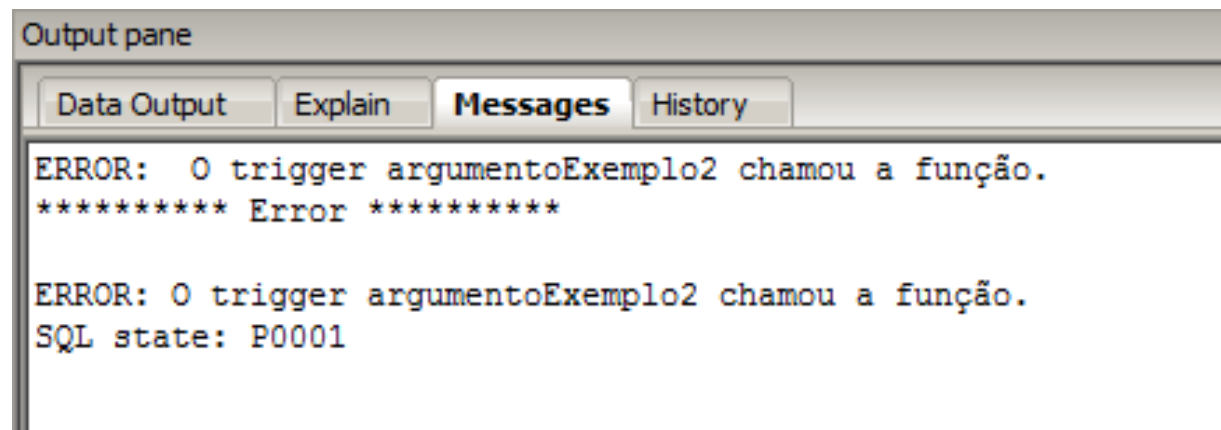 Output pane
Data Output Explain Messages History
ERROR:  O trigger argumentoExemplo2 chamou a função.
********** Error **********
ERROR: O trigger argumentoExemplo2 chamou a função.
SQL state: P0001